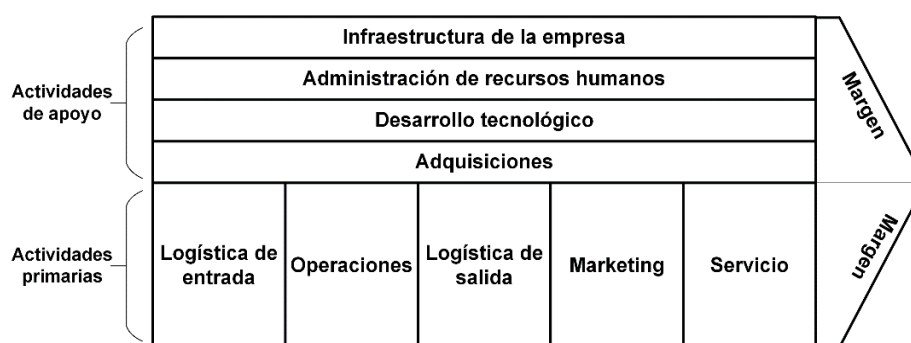 Infraestructura de la empresa
Administración de recursos humanos
Desarrollo tecnológico
Adquisiciones
Actividades
de apoyo
Margen
Actividades
primarias
Logística de
entrada
Operaciones
Logística de
salida
Marketing
Servicio
Margen